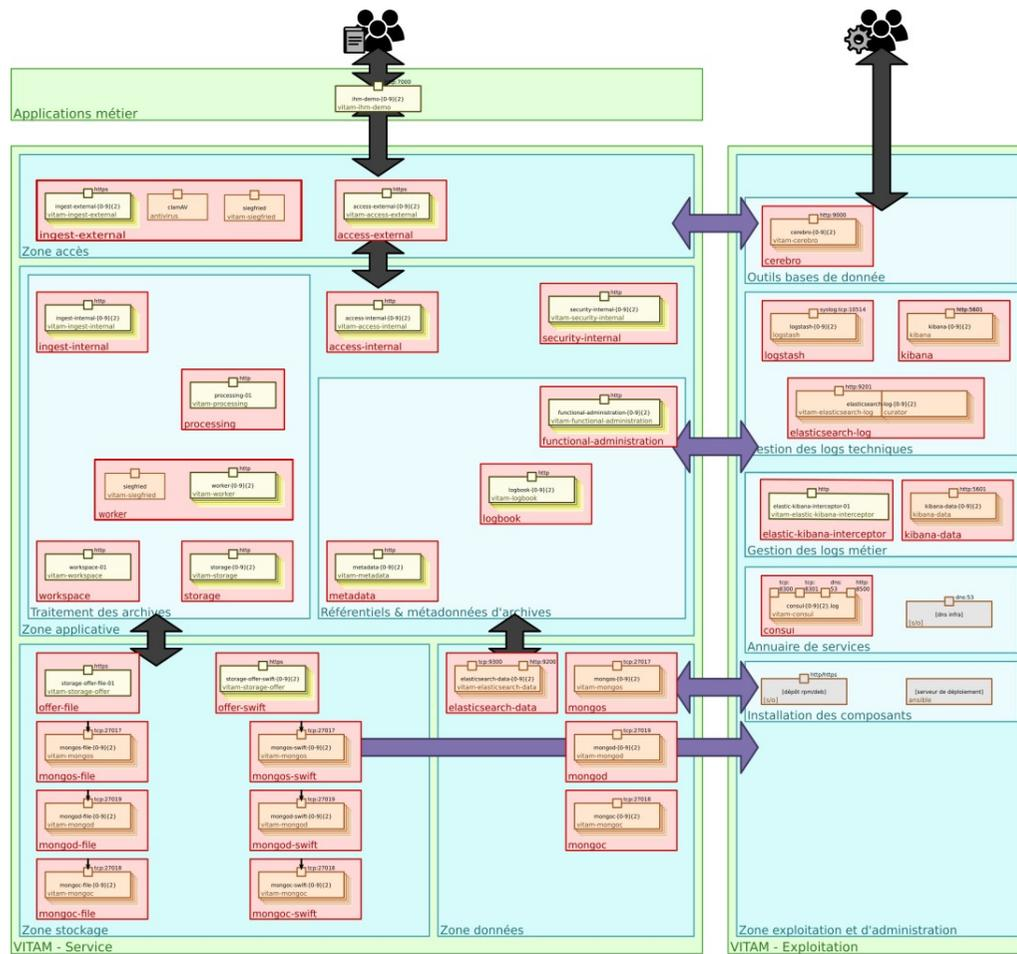 http:7000
ihm-demo-[0-9]{2}
vitam-ihm-demo
Applications métier
https
ingest-external-[0-9]{2}
vitam-ingest-external
clamAV
antivirus
siegfried
vitam-siegfried
ingest-external
https
access-external-[0-9]{2}
vitam-access-external
access-external
Zone accès
http
ingest-internal-[0-9]{2}
vitam-ingest-internal
ingest-internal
http
access-internal-[0-9]{2}
vitam-access-internal
access-internal
http
security-internal-[0-9]{2}
vitam-security-internal
security-internal
http
processing-01
vitam-processing
processing
http
functional-administration-[0-9]{2}
vitam-functional-administration
functional-administration
siegfried
vitam-siegfried
http
worker-[0-9]{2}
vitam-worker
worker
http
logbook-[0-9]{2}
vitam-logbook
logbook
http
workspace-01
vitam-workspace
workspace
http
storage-[0-9]{2}
vitam-storage
storage
http
metadata-[0-9]{2}
vitam-metadata
metadata
Traitement des archives
Référentiels & métadonnées d'archives
Zone applicative
https
storage-offer-file-01
vitam-storage-offer
offer-file
https
storage-offer-swift-[0-9]{2}
vitam-storage-offer
offer-swift
tcp:9300
http:9200
elasticsearch-data-[0-9]{2}
vitam-elasticsearch-data
elasticsearch-data
tcp:27017
mongos-[0-9]{2}
vitam-mongos
mongos
tcp:27017
mongos-file-[0-9]{2}
vitam-mongos
mongos-file
tcp:27017
mongos-swift-[0-9]{2}
vitam-mongos
mongos-swift
tcp:27019
mongod-[0-9]{2}
vitam-mongod
mongod
tcp:27019
mongod-file-[0-9]{2}
vitam-mongod
mongod-file
tcp:27019
mongod-swift-[0-9]{2}
vitam-mongod
mongod-swift
tcp:27018
mongoc-[0-9]{2}
vitam-mongoc
mongoc
tcp:27018
mongoc-file-[0-9]{2}
vitam-mongoc
mongoc-file
tcp:27018
mongoc-swift-[0-9]{2}
vitam-mongoc
mongoc-swift
Zone stockage
Zone données
VITAM - Service
http:9000
cerebro-[0-9]{2}
vitam-cerebro
cerebro
Outils bases de donnée
syslog:tcp:10514
logstash-[0-9]{2}
logstash
logstash
http:5601
kibana-[0-9]{2}
kibana
kibana
http:9201
elasticsearch-log-[0-9]{2}
vitam-elasticsearch-log
curator
elasticsearch-log
Gestion des logs techniques
http
elastic-kibana-interceptor-01
vitam-elastic-kibana-interceptor
elastic-kibana-interceptor
http:5601
kibana-data-[0-9]{2}
kibana-data
kibana-data
Gestion des logs métier
tcp: tcp: dns: http:
8300 8301 53 8500
consul-[0-9]{2}.log
vitam-consul
consul
dns:53
[dns infra]
[s/o]
Annuaire de services
http/https
[dépôt rpm/deb]
[s/o]
[serveur de déploiement]
ansible
Installation des composants
Zone exploitation et d'administration
VITAM - Exploitation